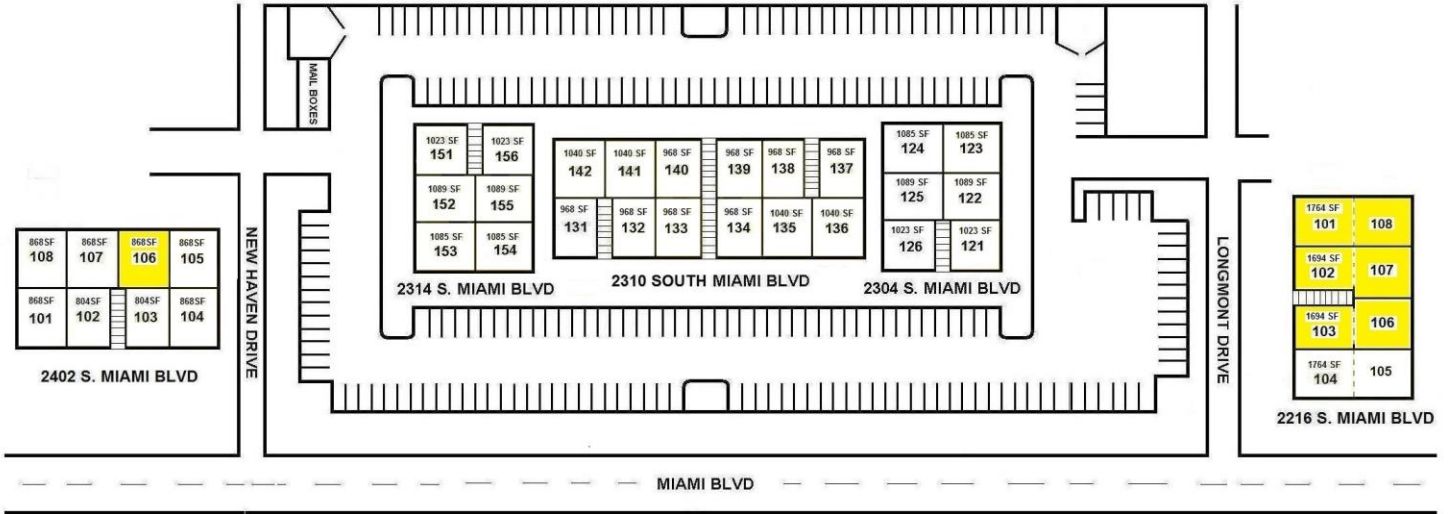 MAIL BOXES
1023 SF
151
1023 SF
156
1089 SF
152
1089 SF
155
1085 SF
153
1085 SF
154
2314 S. MIAMI BLVD
1040 SF
142
1040 SF
141
968 SF
140
968 SF
139
968 SF
138
968 SF
137
968 SF
131
968 SF
132
968 SF
133
968 SF
134
1040 SF
135
1040 SF
136
2310 SOUTH MIAMI BLVD
1085 SF
124
1085 SF
123
1089 SF
125
1089 SF
122
1023 SF
126
1023 SF
121
2304 S. MIAMI BLVD
868SF
108
868SF
107
868SF
106
868SF
105
868SF
101
804SF
102
804SF
103
868SF
104
2402 S. MIAMI BLVD
NEW HAVEN DRIVE
LONGMONT DRIVE
1764 SF
101
108
1694 SF
102
107
1694 SF
103
106
1764 SF
104
105
2216 S. MIAMI BLVD
MIAMI BLVD